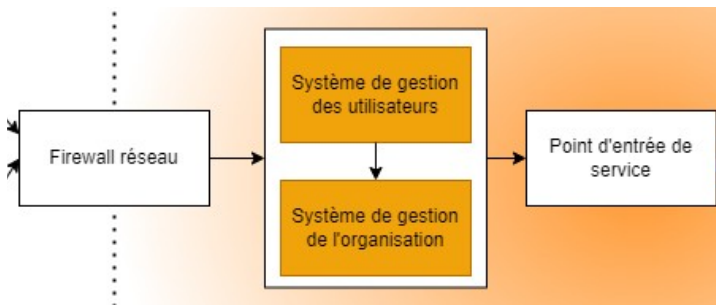 Système de gestion
des utilisateurs
Firewall réseau
Point d'entrée de
service
Système de gestion
de l'organisation